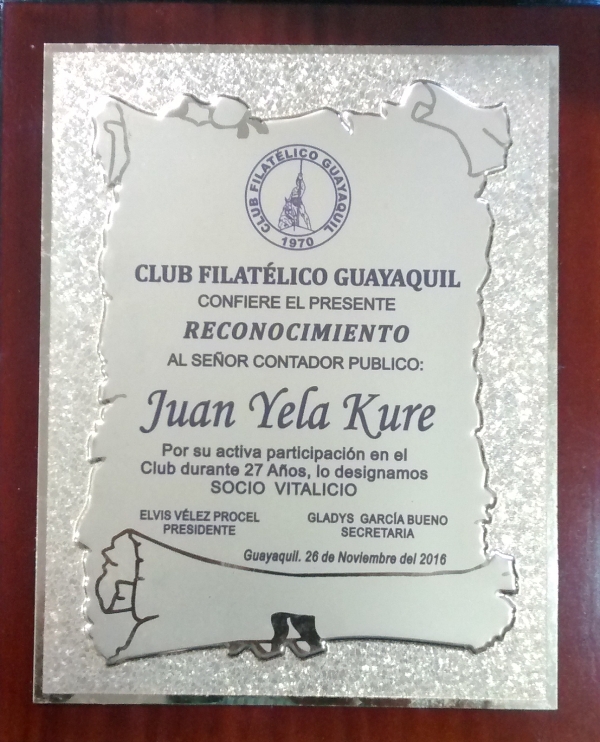 CLUB FILATÉLICO GUAYAQUIL
1970
CLUB FILATÉLICO GUAYAQUIL
CONFIERE EL PRESENTE
RECONOCIMIENTO
AL SEÑOR CONTADOR PUBLICO:
Juan Yela Kure
Por su activa participación en el
Club durante 27 Años, lo designamos
SOCIO VITALICIO
ELVIS VÉLEZ PROCEL GLADYS GARCÍA BUENO
PRESIDENTE SECRETARIA
Guayaquil. 26 de Noviembre del 2016